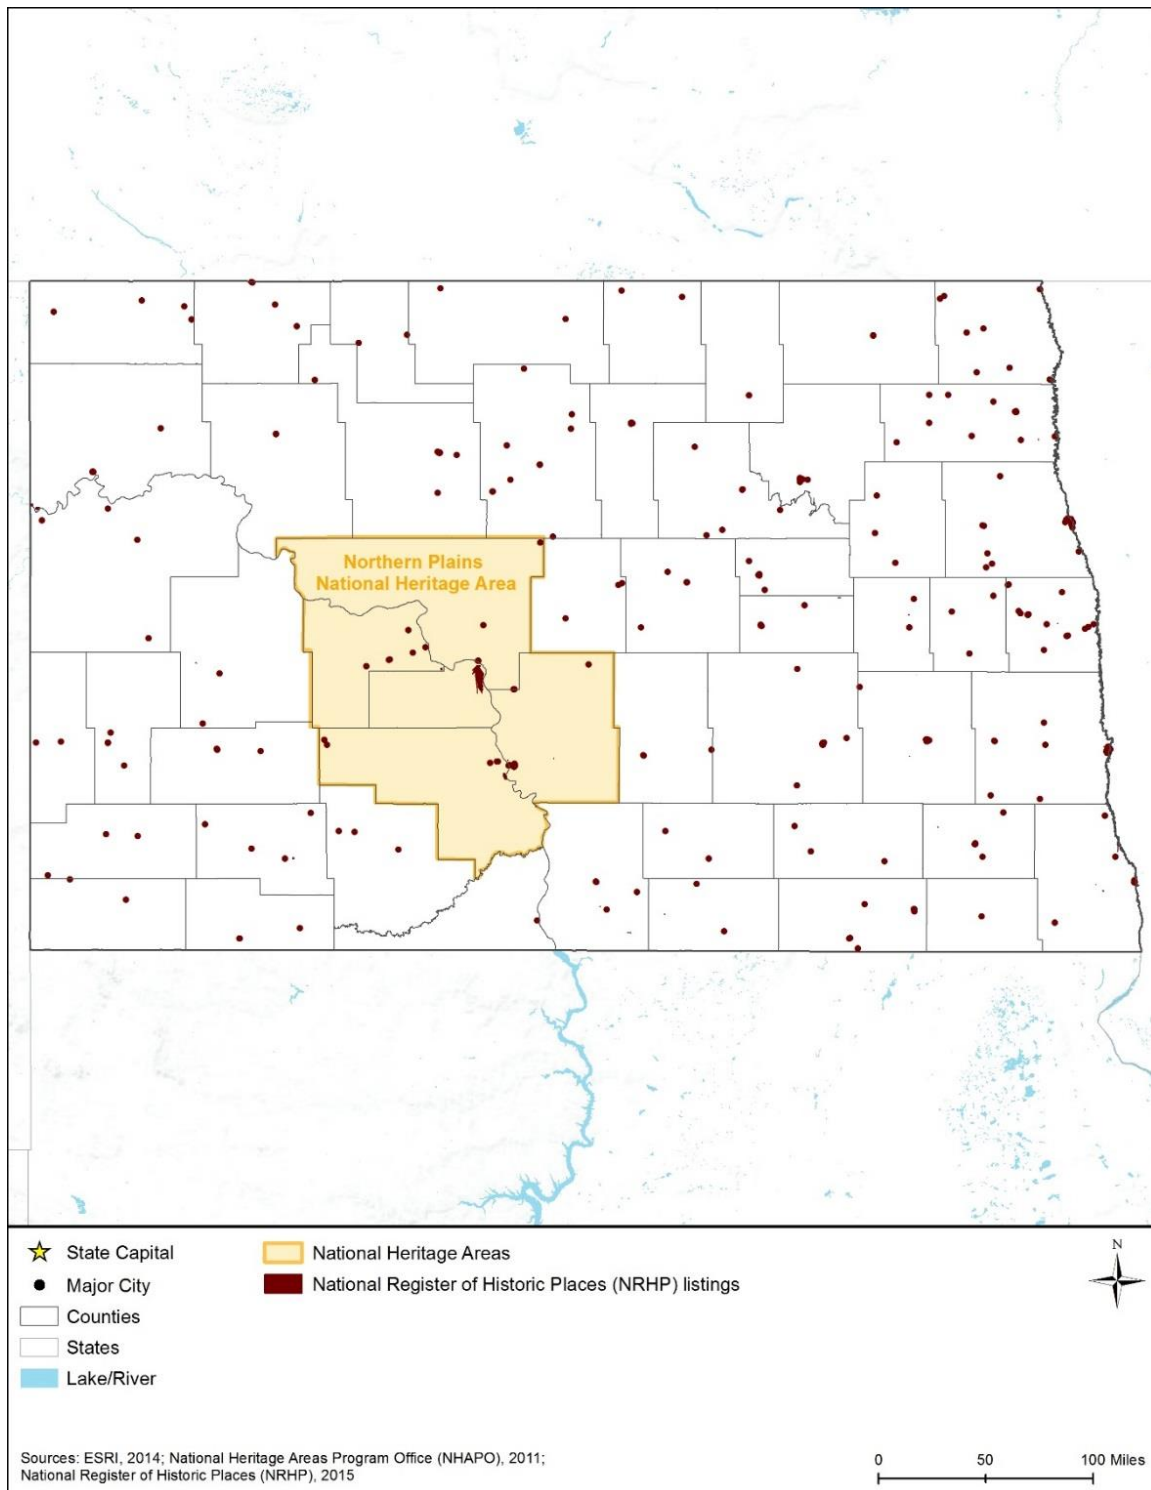 Northern Plains
National Heritage Area
State Capital
Major City
Counties
States
Lake/River
National Heritage Areas
National Register of Historic Places (NRHP) listings
N
Sources: ESRI, 2014; National Heritage Areas Program Office (NHAPO), 2011;
National Register of Historic Places (NRHP), 2015
0 50 100 Miles